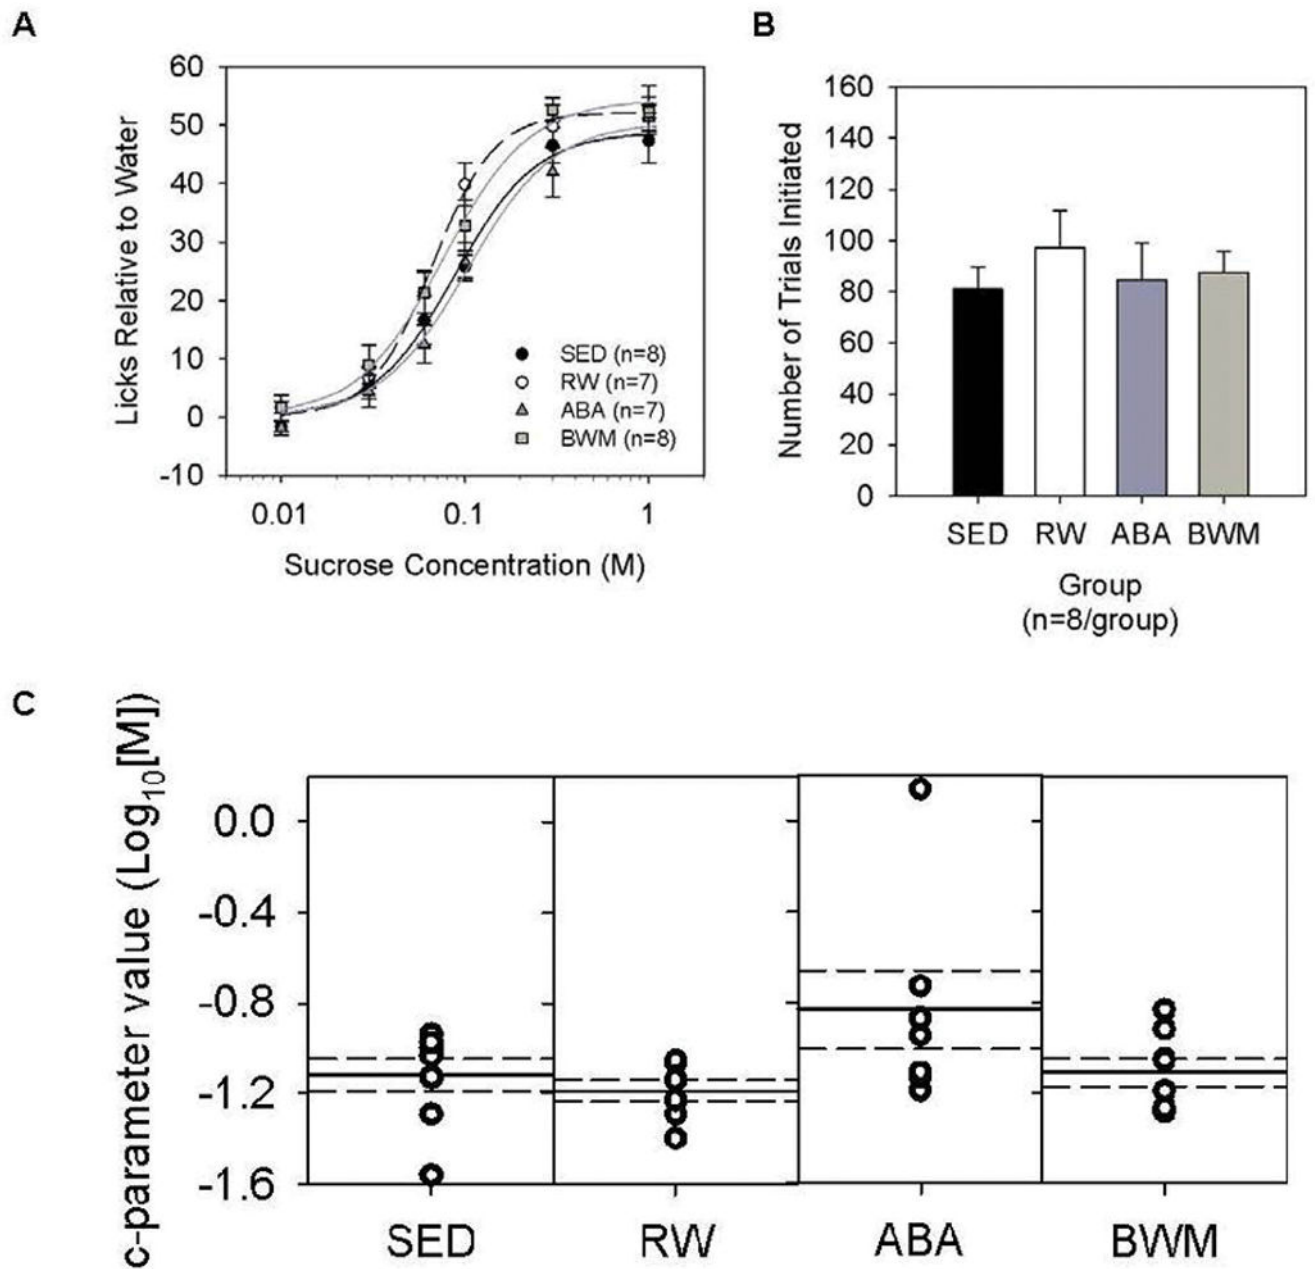 A
B
60
50
40
30
20
10
0
-10
Licks Relative to Water
SED (n=8)
RW (n=7)
ABA (n=7)
BWM (n=8)
0.01
0.1
1
Sucrose Concentration (M)
160
140
120
100
80
60
40
20
0
Number of Trials Initiated
SED
RW
ABA
BWM
Group
(n=8/group)
C
c-parameter value (Log₁₀[M])
0.0
-0.4
-0.8
-1.2
-1.6
SED
RW
ABA
BWM